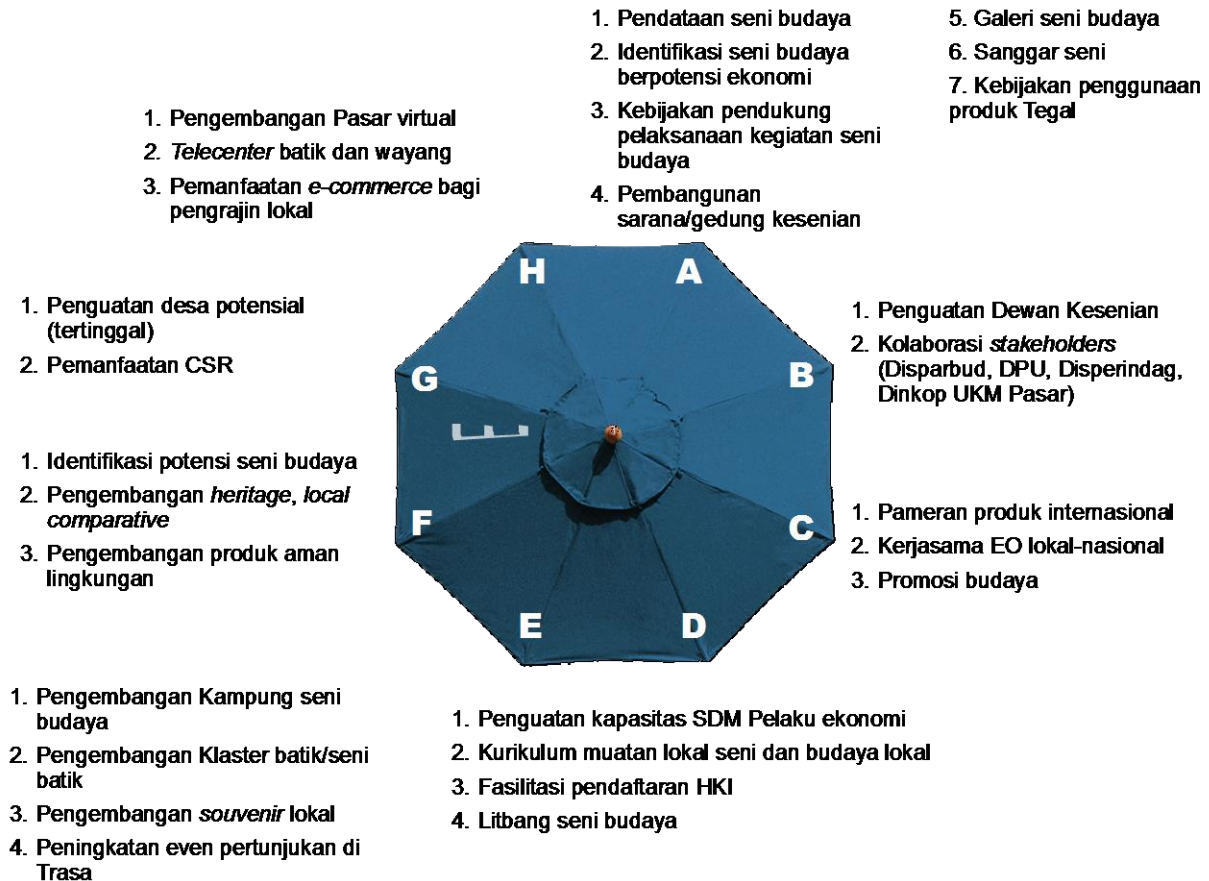 1. Pendataan seni budaya
2. Identifikasi seni budaya
berpotensi ekonomi
3. Kebijakan pendukung
pelaksanaan kegiatan seni
budaya
4. Pembangunan
sarana/gedung kesenian
5. Galeri seni budaya
6. Sanggar seni
7. Kebijakan penggunaan
produk Tegal
1. Pengembangan Pasar virtual
2. Telecenter batik dan wayang
3. Pemanfaatan e-commerce bagi
pengrajin lokal
H
A
1. Penguatan desa potensial
(tertinggal)
2. Pemanfaatan CSR
G
B
1. Penguatan Dewan Kesenian
2. Kolaborasi stakeholders
(Disparbud, DPU, Disperindag,
Dinkop UKM Pasar)
1. Identifikasi potensi seni budaya
2. Pengembangan heritage, local
comparative
3. Pengembangan produk aman
lingkungan
F
C
1. Pameran produk internasional
2. Kerjasama EO lokal-nasional
3. Promosi budaya
E
D
1. Pengembangan Kampung seni
budaya
2. Pengembangan Klaster batik/seni
batik
3. Pengembangan souvenir lokal
4. Peningkatan even pertunjukan di
Trasa
1. Penguatan kapasitas SDM Pelaku ekonomi
2. Kurikulum muatan lokal seni dan budaya lokal
3. Fasilitasi pendaftaran HKI
4. Litbang seni budaya